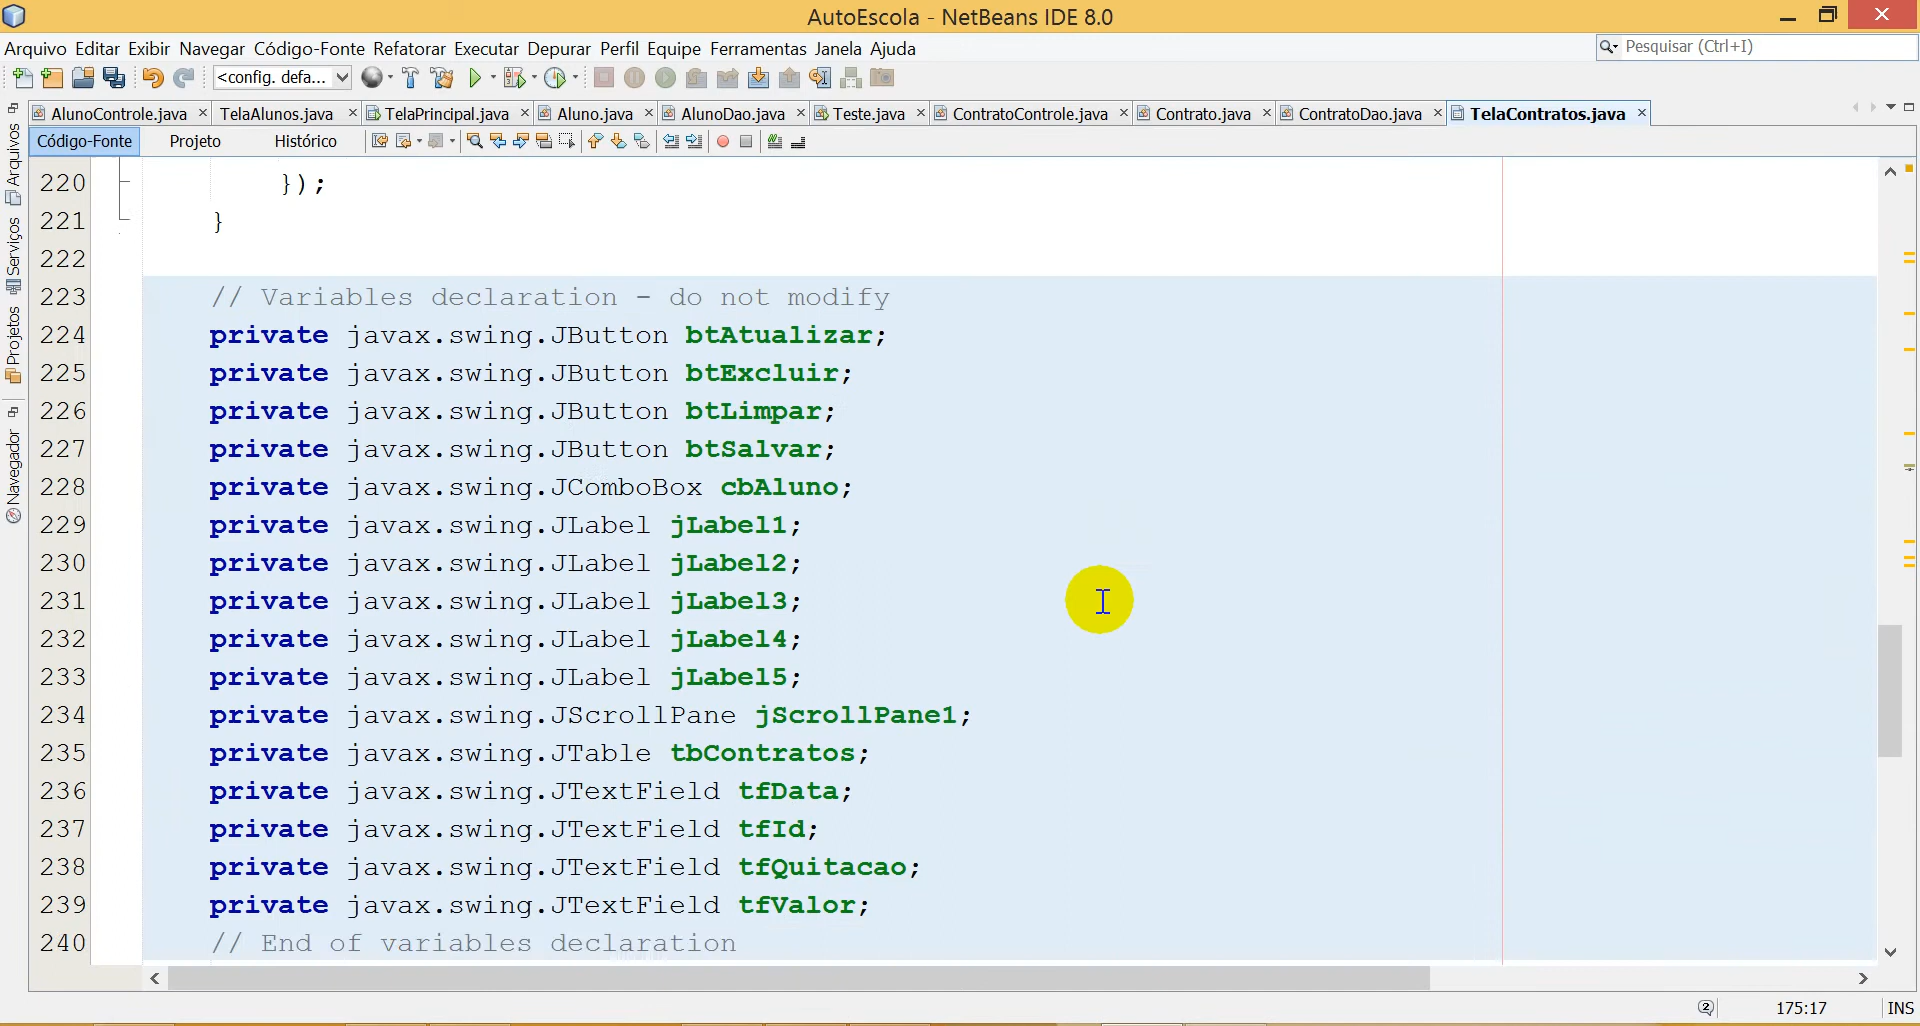 AutoEscola - NetBeans IDE 8.0
Arquivo Editar Exibir Navegar Código-Fonte Refatorar Executar Depurar Perfil Equipe Ferramentas Janela Ajuda
Pesquisar (Ctrl+I)
<config. defa...
AlunoControle.java TelaAlunos.java TelaPrincipal.java Aluno.java AlunoDao.java Teste.java ContratoControle.java Contrato.java ContratoDao.java TelaContratos.java
Código-Fonte Projeto Histórico
Arquivos
Serviços
Projetos
Navegador
220 });
221 }
222
223 // Variables declaration - do not modify
224 private javax.swing.JButton btAtualizar;
225 private javax.swing.JButton btExcluir;
226 private javax.swing.JButton btLimpar;
227 private javax.swing.JButton btSalvar;
228 private javax.swing.JComboBox cbAluno;
229 private javax.swing.JLabel jLabel1;
230 private javax.swing.JLabel jLabel2;
231 private javax.swing.JLabel jLabel3;
232 private javax.swing.JLabel jLabel4;
233 private javax.swing.JLabel jLabel5;
234 private javax.swing.JScrollPane jScrollPane1;
235 private javax.swing.JTable tbContratos;
236 private javax.swing.JTextField tfData;
237 private javax.swing.JTextField tfId;
238 private javax.swing.JTextField tfQuitacao;
239 private javax.swing.JTextField tfValor;
240 // End of variables declaration
2 175:17 INS